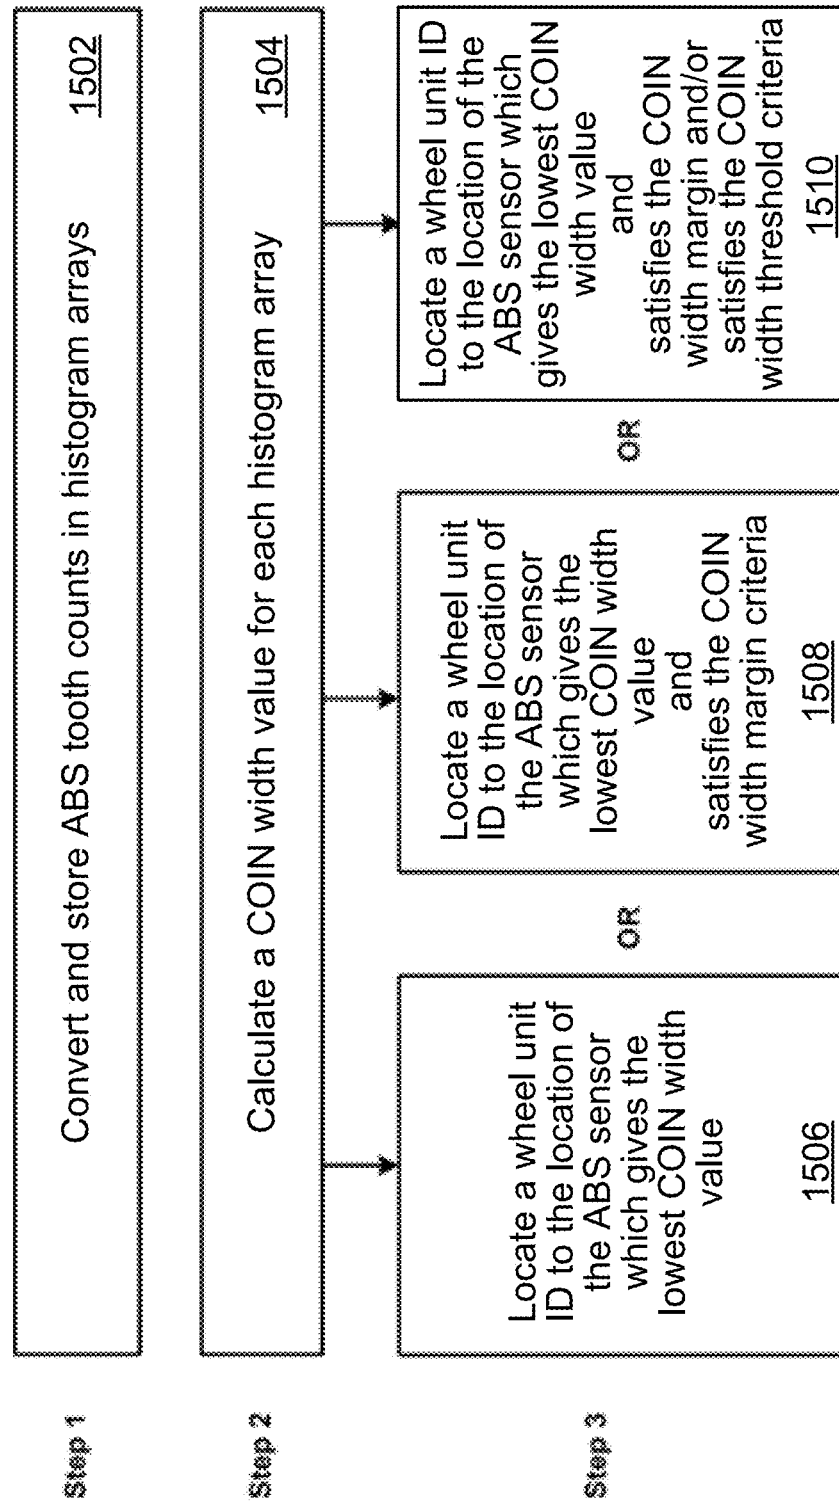 Step 1
Convert and store ABS tooth counts in histogram arrays
1502
Step 2
Calculate a COIN width value for each histogram array
1504
Step 3
Locate a wheel unit
ID to the location of
the ABS sensor
which gives the
lowest COIN width
value
1506
OR
Locate a wheel unit
ID to the location of
the ABS sensor
which gives the
lowest COIN width
value
and
satisfies the COIN
width margin criteria
1508
OR
Locate a wheel unit ID
to the location of the
ABS sensor which
gives the lowest COIN
width value
and
satisfies the COIN
width margin and/or
satisfies the COIN
width threshold criteria
1510